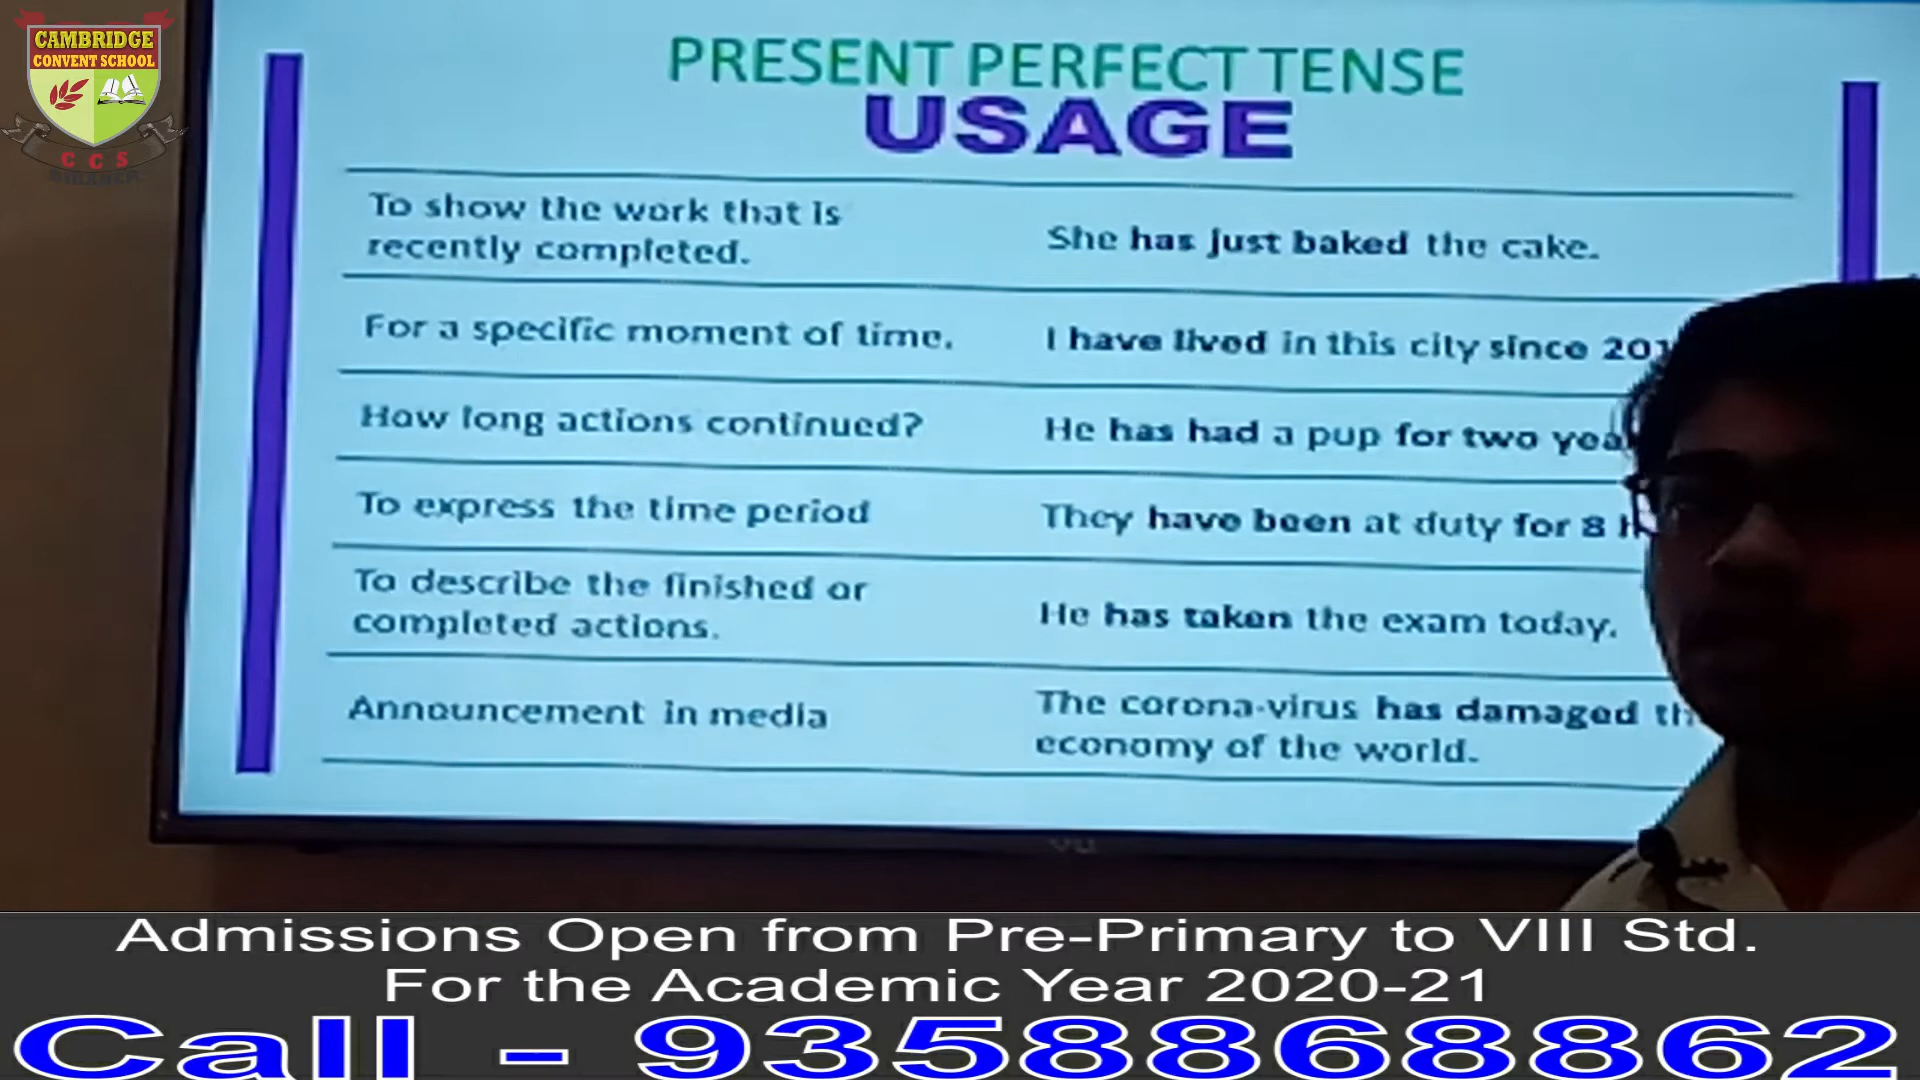 CAMBRIDGE
CONVENT SCHOOL
C C S
BIKANER
PRESENT PERFECT TENSE
USAGE
To show the work that is
recently completed.
She has just baked the cake.
For a specific moment of time.
I have lived in this city since
How long actions continued?
He has had a pup for two
To express the time period
They have been at duty for 8
To describe the finished or
completed actions.
He has taken the exam today.
Announcement in media
The corona-virus has damaged
economy of the world.
VU
Admissions Open from Pre-Primary to VIII Std.
For the Academic Year 2020-21
Call - 9358868862